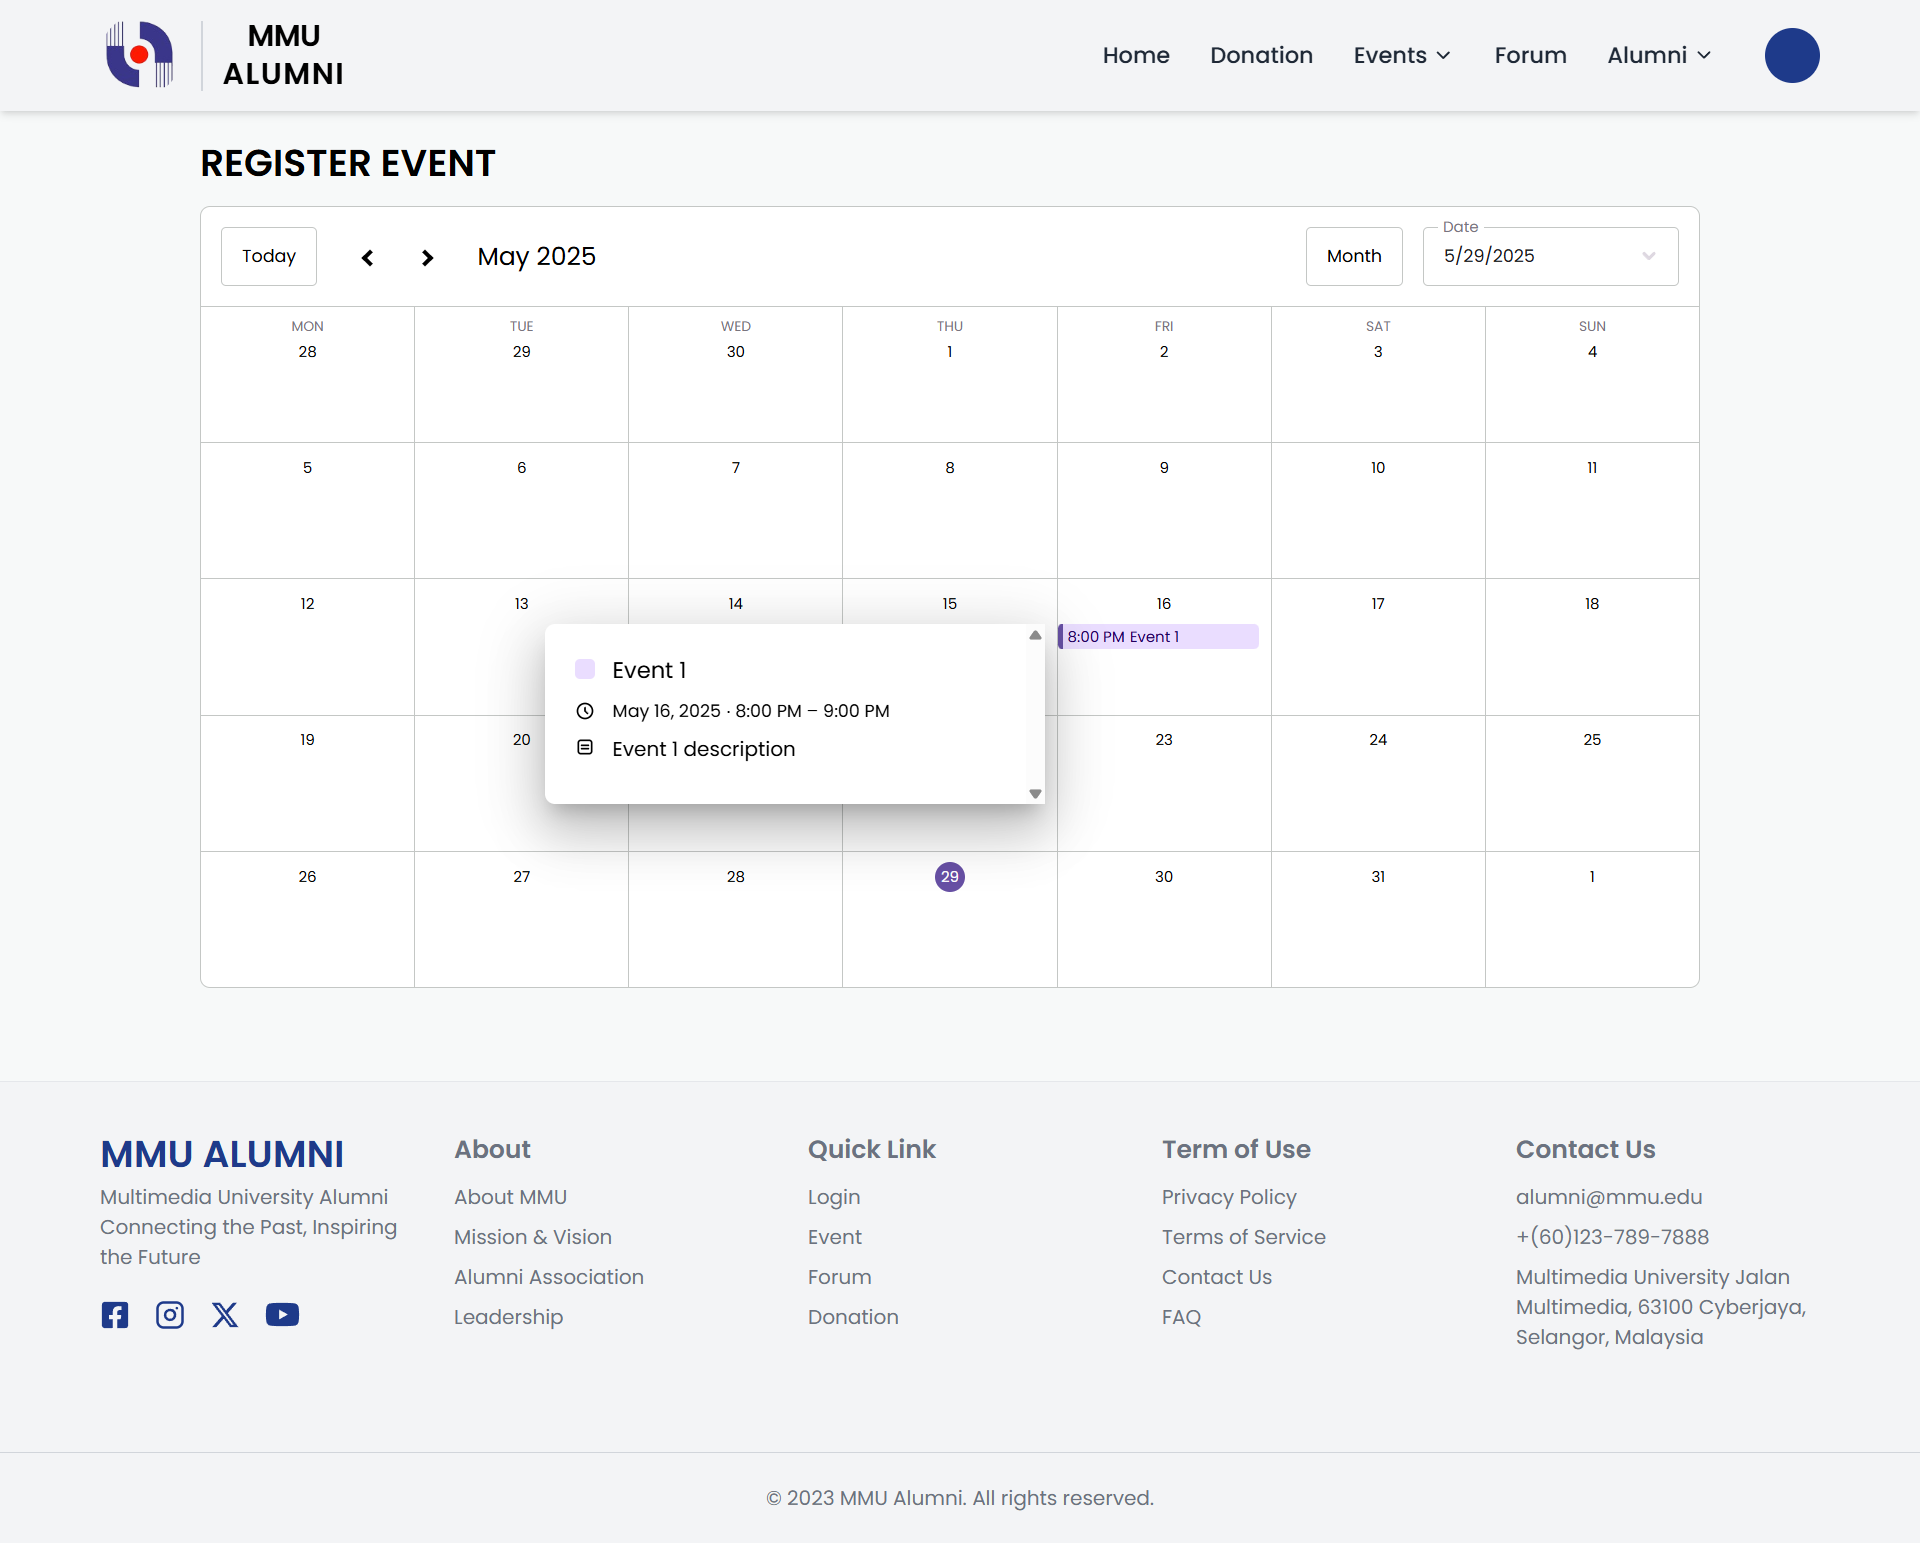 MMU
ALUMNI
Home Donation Events Forum Alumni
REGISTER EVENT
Today May 2025 Month Date 5/29/2025
MON TUE WED THU FRI SAT SUN
28 29 30 1 2 3 4
5 6 7 8 9 10 11
12 13 14 15 16 17 18
8:00 PM Event 1
Event 1
May 16, 2025 · 8:00 PM – 9:00 PM
Event 1 description
19 20 23 24 25
26 27 28 29 30 31 1
MMU ALUMNI
Multimedia University Alumni
Connecting the Past, Inspiring
the Future
About
About MMU
Mission & Vision
Alumni Association
Leadership
Quick Link
Login
Event
Forum
Donation
Term of Use
Privacy Policy
Terms of Service
Contact Us
FAQ
Contact Us
alumni@mmu.edu
+(60)123-789-7888
Multimedia University Jalan
Multimedia, 63100 Cyberjaya,
Selangor, Malaysia
© 2023 MMU Alumni. All rights reserved.